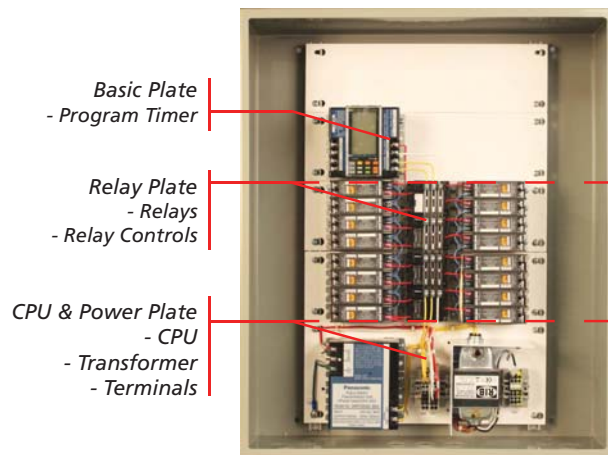 Basic Plate
- Program Timer
Relay Plate
- Relays
- Relay Controls
CPU & Power Plate
- CPU
- Transformer
- Terminals
Panasonic